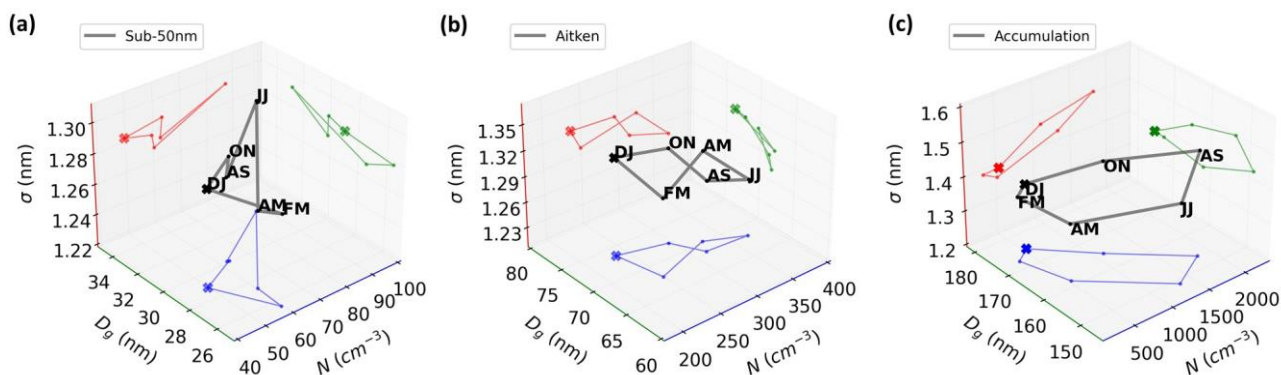 (a)
Sub-50nm
1.30
1.28
1.26
1.24
1.22
σ (nm)
34
32
30
28
26
D_g (nm)
40
50
60
70
80
90
100
N (cm⁻³)
JJ
ON
AS
DJ
AM
FM
(b)
Aitken
1.35
1.32
1.29
1.26
1.23
σ (nm)
80
75
70
65
60
D_g (nm)
200
250
300
350
400
N (cm⁻³)
DJ
ON
AM
AS
JJ
FM
(c)
Accumulation
1.6
1.5
1.4
1.3
1.2
σ (nm)
180
170
160
150
D_g (nm)
500
1000
1500
2000
N (cm⁻³)
AS
ON
DJ
FM
JJ
AM